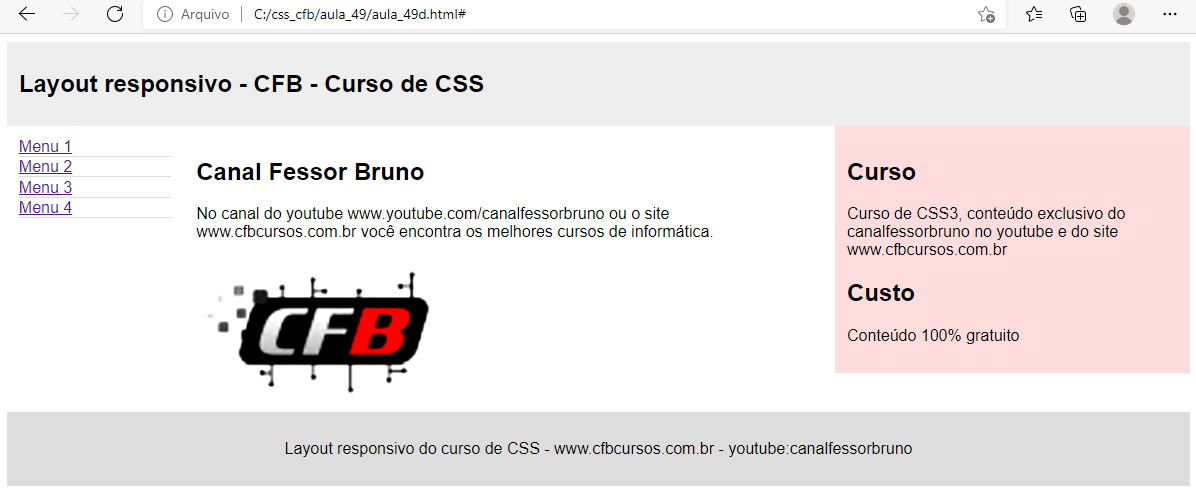 Arquivo C:/css_cfb/aula_49/aula_49d.html#
Layout responsivo - CFB - Curso de CSS
Menu 1
Menu 2
Menu 3
Menu 4
Canal Fessor Bruno
No canal do youtube www.youtube.com/canalfessorbruno ou o site
www.cfbcursos.com.br você encontra os melhores cursos de informática.
CFB
Curso
Curso de CSS3, conteúdo exclusivo do
canalfessorbruno no youtube e do site
www.cfbcursos.com.br
Custo
Conteúdo 100% gratuito
Layout responsivo do curso de CSS - www.cfbcursos.com.br - youtube:canalfessorbruno